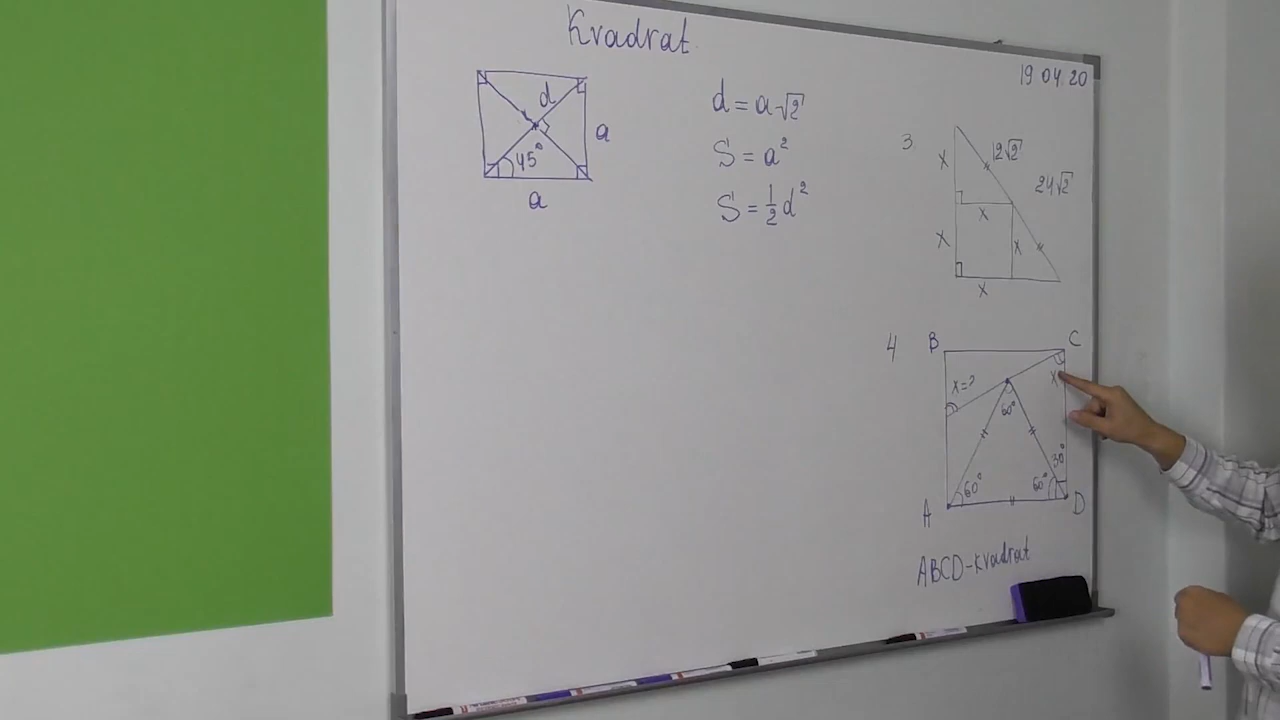 Kvadrat
19 04 20
d
45°
a
a
d = a√2
S = a²
S = ½d²
3
x
12√2
24√2
x
x
x
x
4
B
C
x=?
x
60°
30°
60°
60°
A
D
ABCD-kvadrat